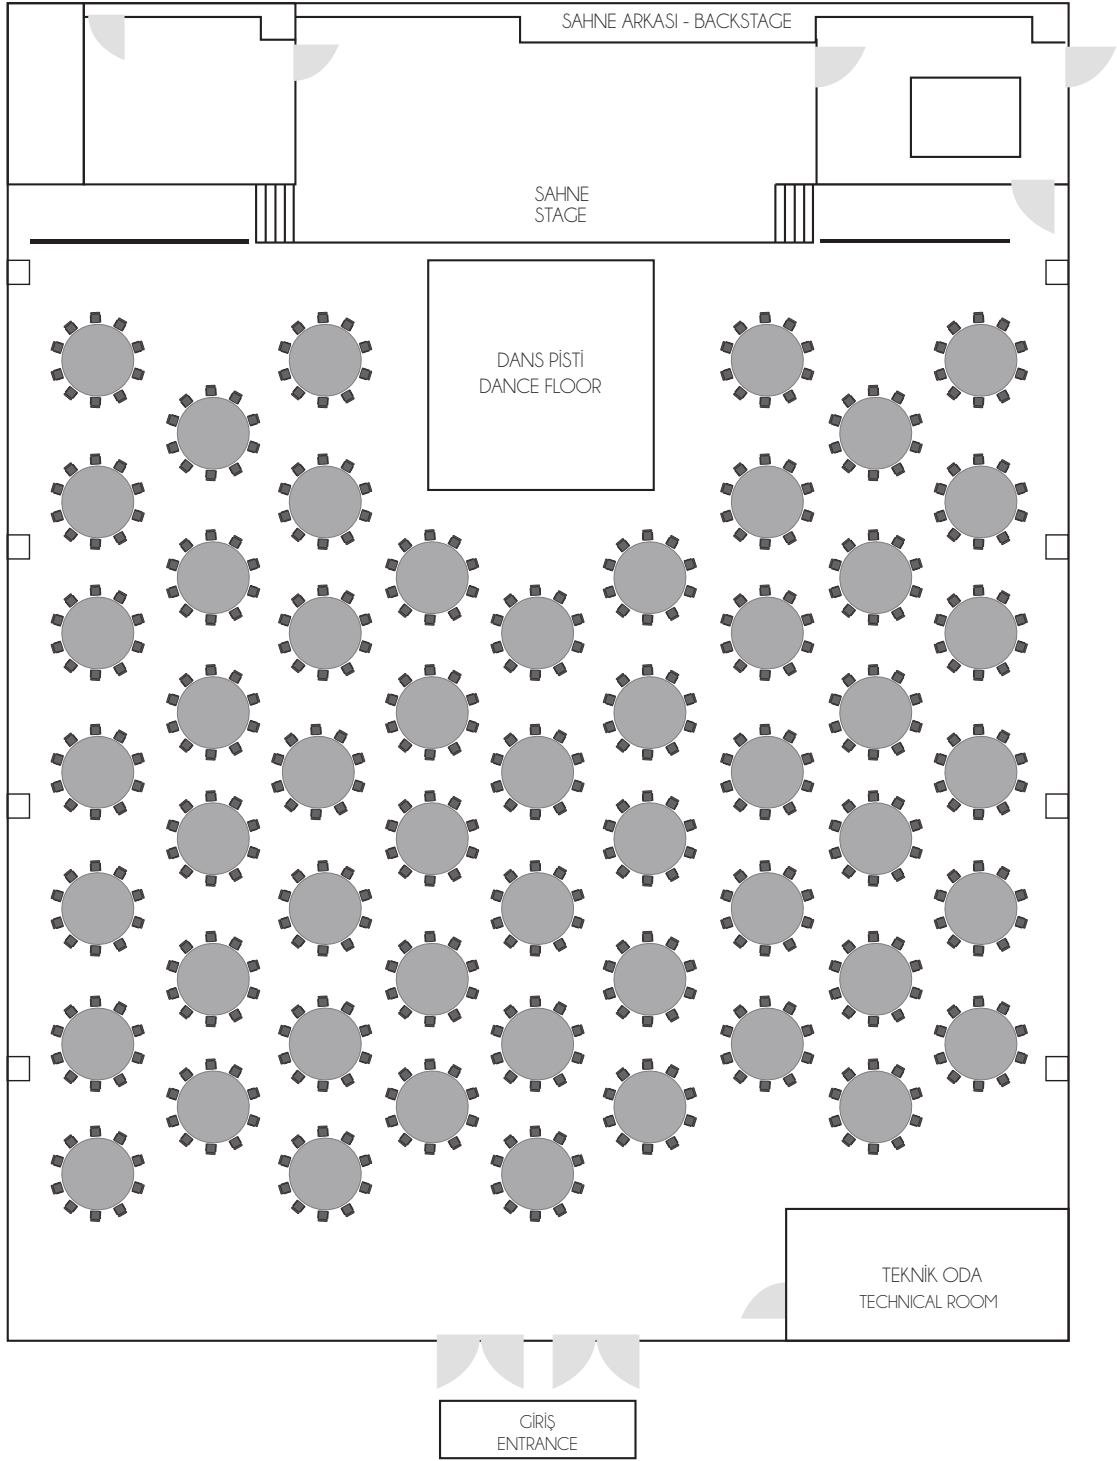 SAHNE ARKASI - BACKSTAGE
SAHNE
STAGE
DANS PİSTİ
DANCE FLOOR
TEKNİK ODA
TECHNICAL ROOM
GİRİŞ
ENTRANCE